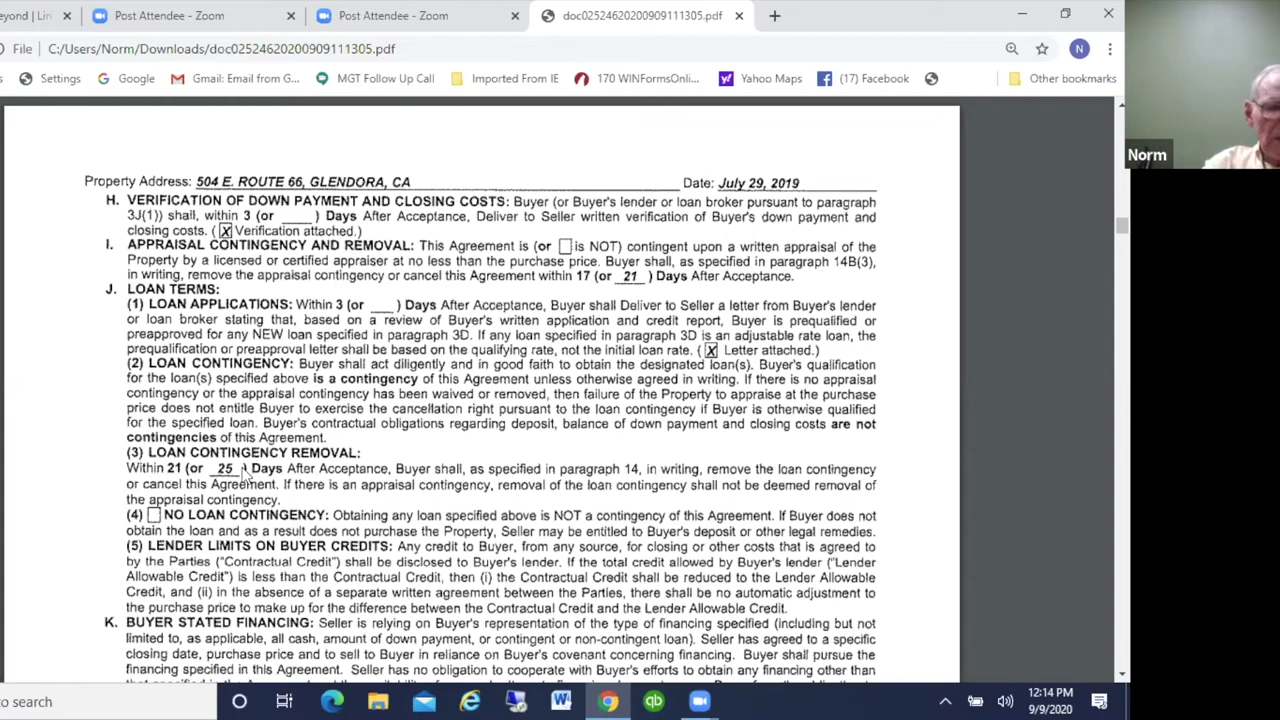 eyond | Lin
Post Attendee - Zoom
Post Attendee - Zoom
doc02524620200909111305.pdf
File C:/Users/Norm/Downloads/doc02524620200909111305.pdf
N
Settings Google Gmail: Email from G... MGT Follow Up Call Imported From IE 170 WINFormsOnli... Yahoo Maps (17) Facebook Other bookmarks
Norm
Property Address: 504 E. ROUTE 66, GLENDORA, CA Date: July 29, 2019
H. VERIFICATION OF DOWN PAYMENT AND CLOSING COSTS: Buyer (or Buyer's lender or loan broker pursuant to paragraph
3J(1)) shall, within 3 (or ____ ) Days After Acceptance, Deliver to Seller written verification of Buyer's down payment and
closing costs. ( X Verification attached.)
I. APPRAISAL CONTINGENCY AND REMOVAL: This Agreement is (or is NOT) contingent upon a written appraisal of the
Property by a licensed or certified appraiser at no less than the purchase price. Buyer shall, as specified in paragraph 14B(3),
in writing, remove the appraisal contingency or cancel this Agreement within 17 (or 21 ) Days After Acceptance.
J. LOAN TERMS:
(1) LOAN APPLICATIONS: Within 3 (or ___ ) Days After Acceptance, Buyer shall Deliver to Seller a letter from Buyer's lender
or loan broker stating that, based on a review of Buyer's written application and credit report, Buyer is prequalified or
preapproved for any NEW loan specified in paragraph 3D. If any loan specified in paragraph 3D is an adjustable rate loan, the
prequalification or preapproval letter shall be based on the qualifying rate, not the initial loan rate. ( X Letter attached.)
(2) LOAN CONTINGENCY: Buyer shall act diligently and in good faith to obtain the designated loan(s). Buyer's qualification
for the loan(s) specified above is a contingency of this Agreement unless otherwise agreed in writing. If there is no appraisal
contingency or the appraisal contingency has been waived or removed, then failure of the Property to appraise at the purchase
price does not entitle Buyer to exercise the cancellation right pursuant to the loan contingency if Buyer is otherwise qualified
for the specified loan. Buyer's contractual obligations regarding deposit, balance of down payment and closing costs are not
contingencies of this Agreement.
(3) LOAN CONTINGENCY REMOVAL:
Within 21 (or 25 ) Days After Acceptance, Buyer shall, as specified in paragraph 14, in writing, remove the loan contingency
or cancel this Agreement. If there is an appraisal contingency, removal of the loan contingency shall not be deemed removal of
the appraisal contingency.
(4) NO LOAN CONTINGENCY: Obtaining any loan specified above is NOT a contingency of this Agreement. If Buyer does not
obtain the loan and as a result does not purchase the Property, Seller may be entitled to Buyer's deposit or other legal remedies.
(5) LENDER LIMITS ON BUYER CREDITS: Any credit to Buyer, from any source, for closing or other costs that is agreed to
by the Parties ("Contractual Credit") shall be disclosed to Buyer's lender. If the total credit allowed by Buyer's lender ("Lender
Allowable Credit") is less than the Contractual Credit, then (i) the Contractual Credit shall be reduced to the Lender Allowable
Credit, and (ii) in the absence of a separate written agreement between the Parties, there shall be no automatic adjustment to
the purchase price to make up for the difference between the Contractual Credit and the Lender Allowable Credit.
K. BUYER STATED FINANCING: Seller is relying on Buyer's representation of the type of financing specified (including but not
limited to, as applicable, all cash, amount of down payment, or contingent or non-contingent loan). Seller has agreed to a specific
closing date, purchase price and to sell to Buyer in reliance on Buyer's covenant concerning financing. Buyer shall pursue the
financing specified in this Agreement. Seller has no obligation to cooperate with Buyer's efforts to obtain any financing other than
to search
12:14 PM
9/9/2020